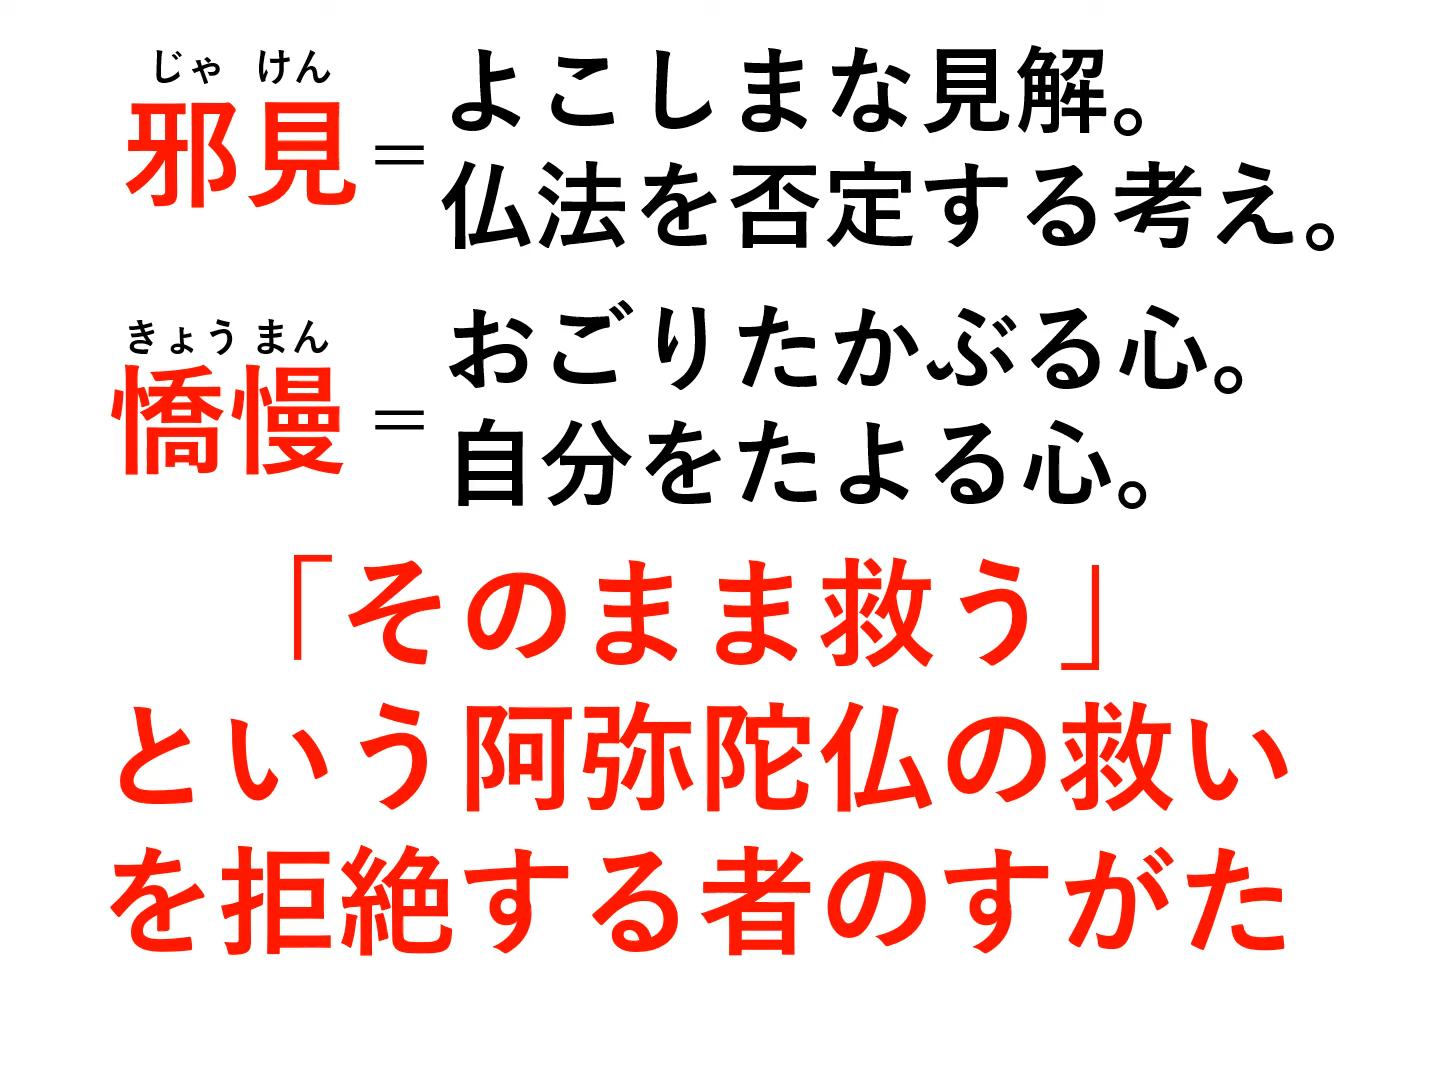 じゃ けん
邪見＝よこしまな見解。
仏法を否定する考え。
きょう まん
憍慢＝おごりたかぶる心。
自分をたよる心。
「そのまま救う」
という阿弥陀仏の救い
を拒絶する者のすがた